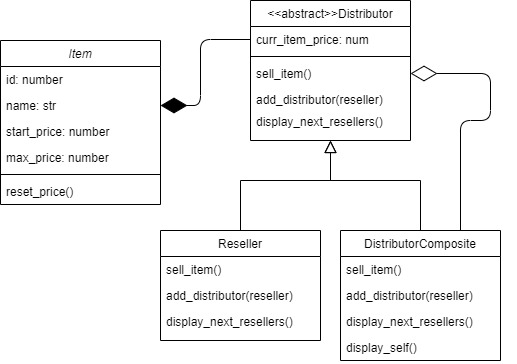 Item
id: number
name: str
start_price: number
max_price: number
reset_price()
<<abstract>>Distributor
curr_item_price: num
sell_item()
add_distributor(reseller)
display_next_resellers()
Reseller
sell_item()
add_distributor(reseller)
display_next_resellers()
DistributorComposite
sell_item()
add_distributor(reseller)
display_next_resellers()
display_self()